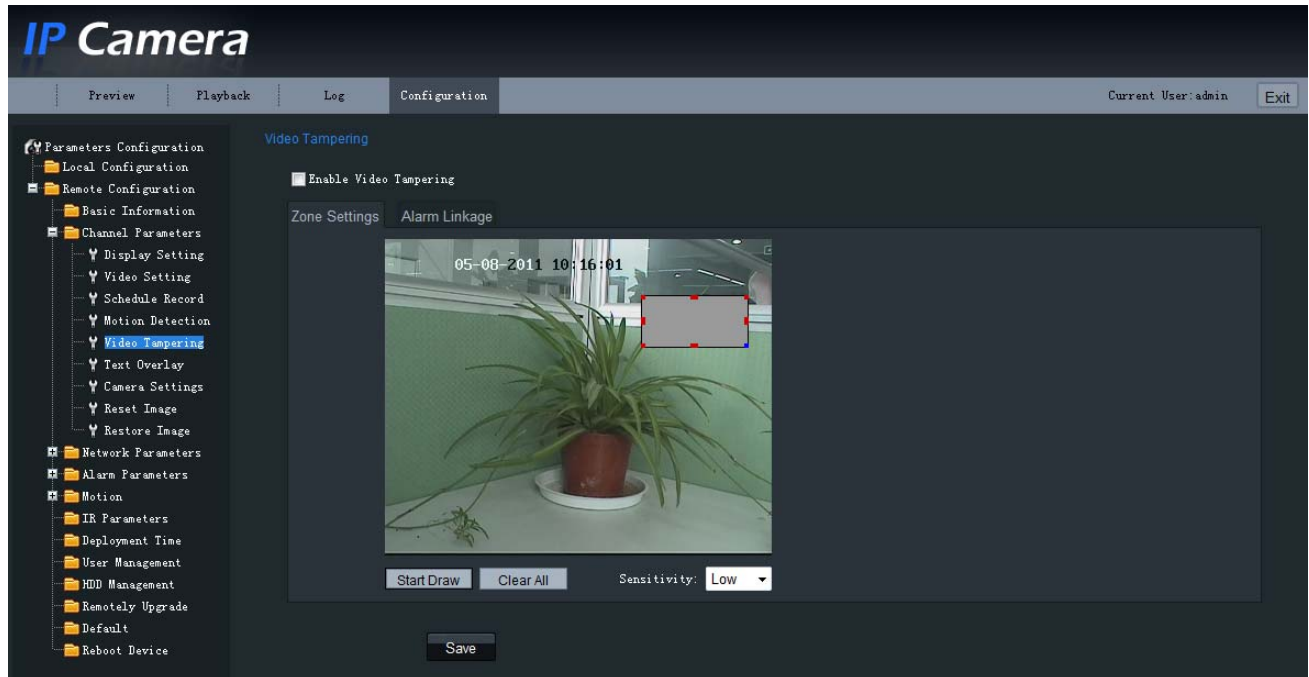 IP Camera
Preview Playback Log Configuration Current User:admin Exit
Parameters Configuration
Local Configuration
Remote Configuration
Basic Information
Channel Parameters
Display Setting
Video Setting
Schedule Record
Motion Detection
Video Tampering
Text Overlay
Camera Settings
Reset Image
Restore Image
Network Parameters
Alarm Parameters
Motion
IR Parameters
Deployment Time
User Management
HDD Management
Remotely Upgrade
Default
Reboot Device
Video Tampering
Enable Video Tampering
Zone Settings Alarm Linkage
05-08-2011 10:16:01
Start Draw Clear All Sensitivity: Low
Save